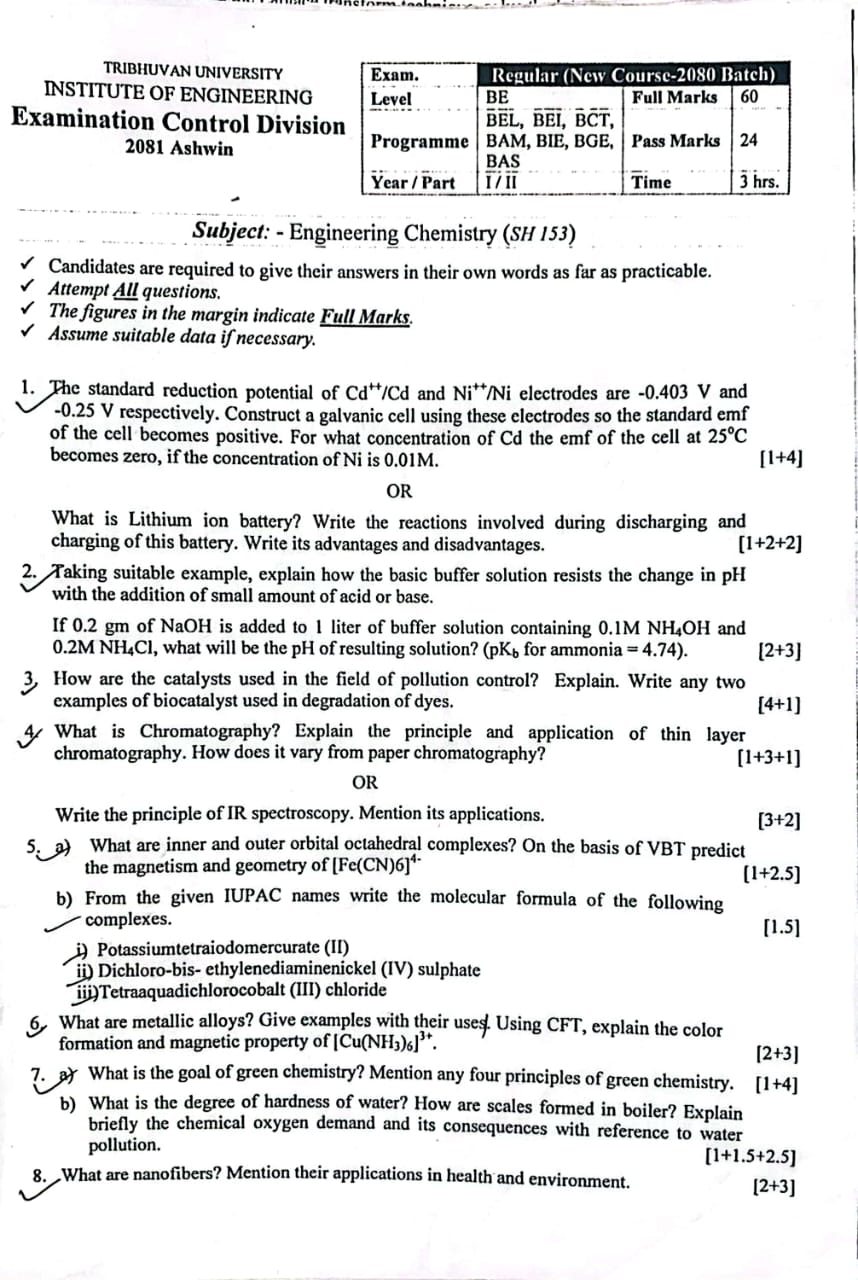 TRIBHUVAN UNIVERSITY
INSTITUTE OF ENGINEERING
Examination Control Division
2081 Ashwin
Exam. Regular (New Course-2080 Batch)
Level BE Full Marks 60
Programme BEL, BEI, BCT, BAM, BIE, BGE, BAS Pass Marks 24
Year / Part I / II Time 3 hrs.
Subject: - Engineering Chemistry (SH 153)
✓ Candidates are required to give their answers in their own words as far as practicable.
✓ Attempt All questions.
✓ The figures in the margin indicate Full Marks.
✓ Assume suitable data if necessary.
1. The standard reduction potential of Cd⁺⁺/Cd and Ni⁺⁺/Ni electrodes are -0.403 V and
-0.25 V respectively. Construct a galvanic cell using these electrodes so the standard emf
of the cell becomes positive. For what concentration of Cd the emf of the cell at 25⁰C
becomes zero, if the concentration of Ni is 0.01M. [1+4]
OR
What is Lithium ion battery? Write the reactions involved during discharging and
charging of this battery. Write its advantages and disadvantages. [1+2+2]
2. Taking suitable example, explain how the basic buffer solution resists the change in pH
with the addition of small amount of acid or base.
If 0.2 gm of NaOH is added to 1 liter of buffer solution containing 0.1M NH₄OH and
0.2M NH₄Cl, what will be the pH of resulting solution? (pKb for ammonia = 4.74). [2+3]
3. How are the catalysts used in the field of pollution control? Explain. Write any two
examples of biocatalyst used in degradation of dyes. [4+1]
4. What is Chromatography? Explain the principle and application of thin layer
chromatography. How does it vary from paper chromatography? [1+3+1]
OR
Write the principle of IR spectroscopy. Mention its applications. [3+2]
5. a) What are inner and outer orbital octahedral complexes? On the basis of VBT predict
the magnetism and geometry of [Fe(CN)6]⁴⁻ [1+2.5]
b) From the given IUPAC names write the molecular formula of the following
complexes. [1.5]
i) Potassiumtetraiodomercurate (II)
ii) Dichloro-bis- ethylenediaminenickel (IV) sulphate
iii)Tetraaquadichlorocobalt (III) chloride
6. What are metallic alloys? Give examples with their uses. Using CFT, explain the color
formation and magnetic property of [Cu(NH₃)₆]³⁺. [2+3]
7. a) What is the goal of green chemistry? Mention any four principles of green chemistry. [1+4]
b) What is the degree of hardness of water? How are scales formed in boiler? Explain
briefly the chemical oxygen demand and its consequences with reference to water
pollution. [1+1.5+2.5]
8. What are nanofibers? Mention their applications in health and environment. [2+3]